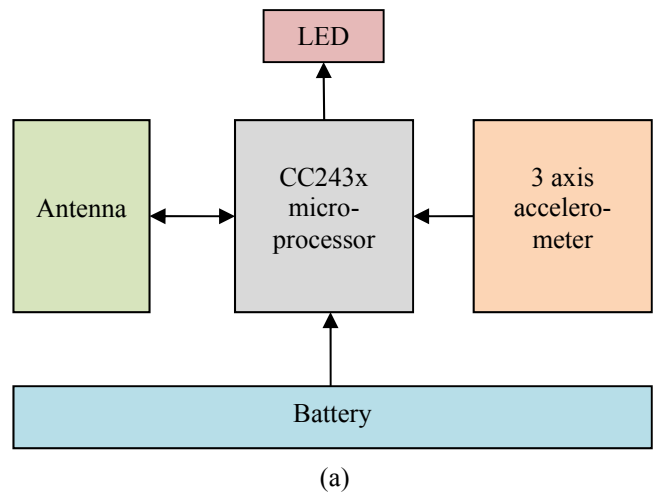 LED
Antenna
CC243x
micro-
processor
3 axis
accelero-
meter
Battery
(a)